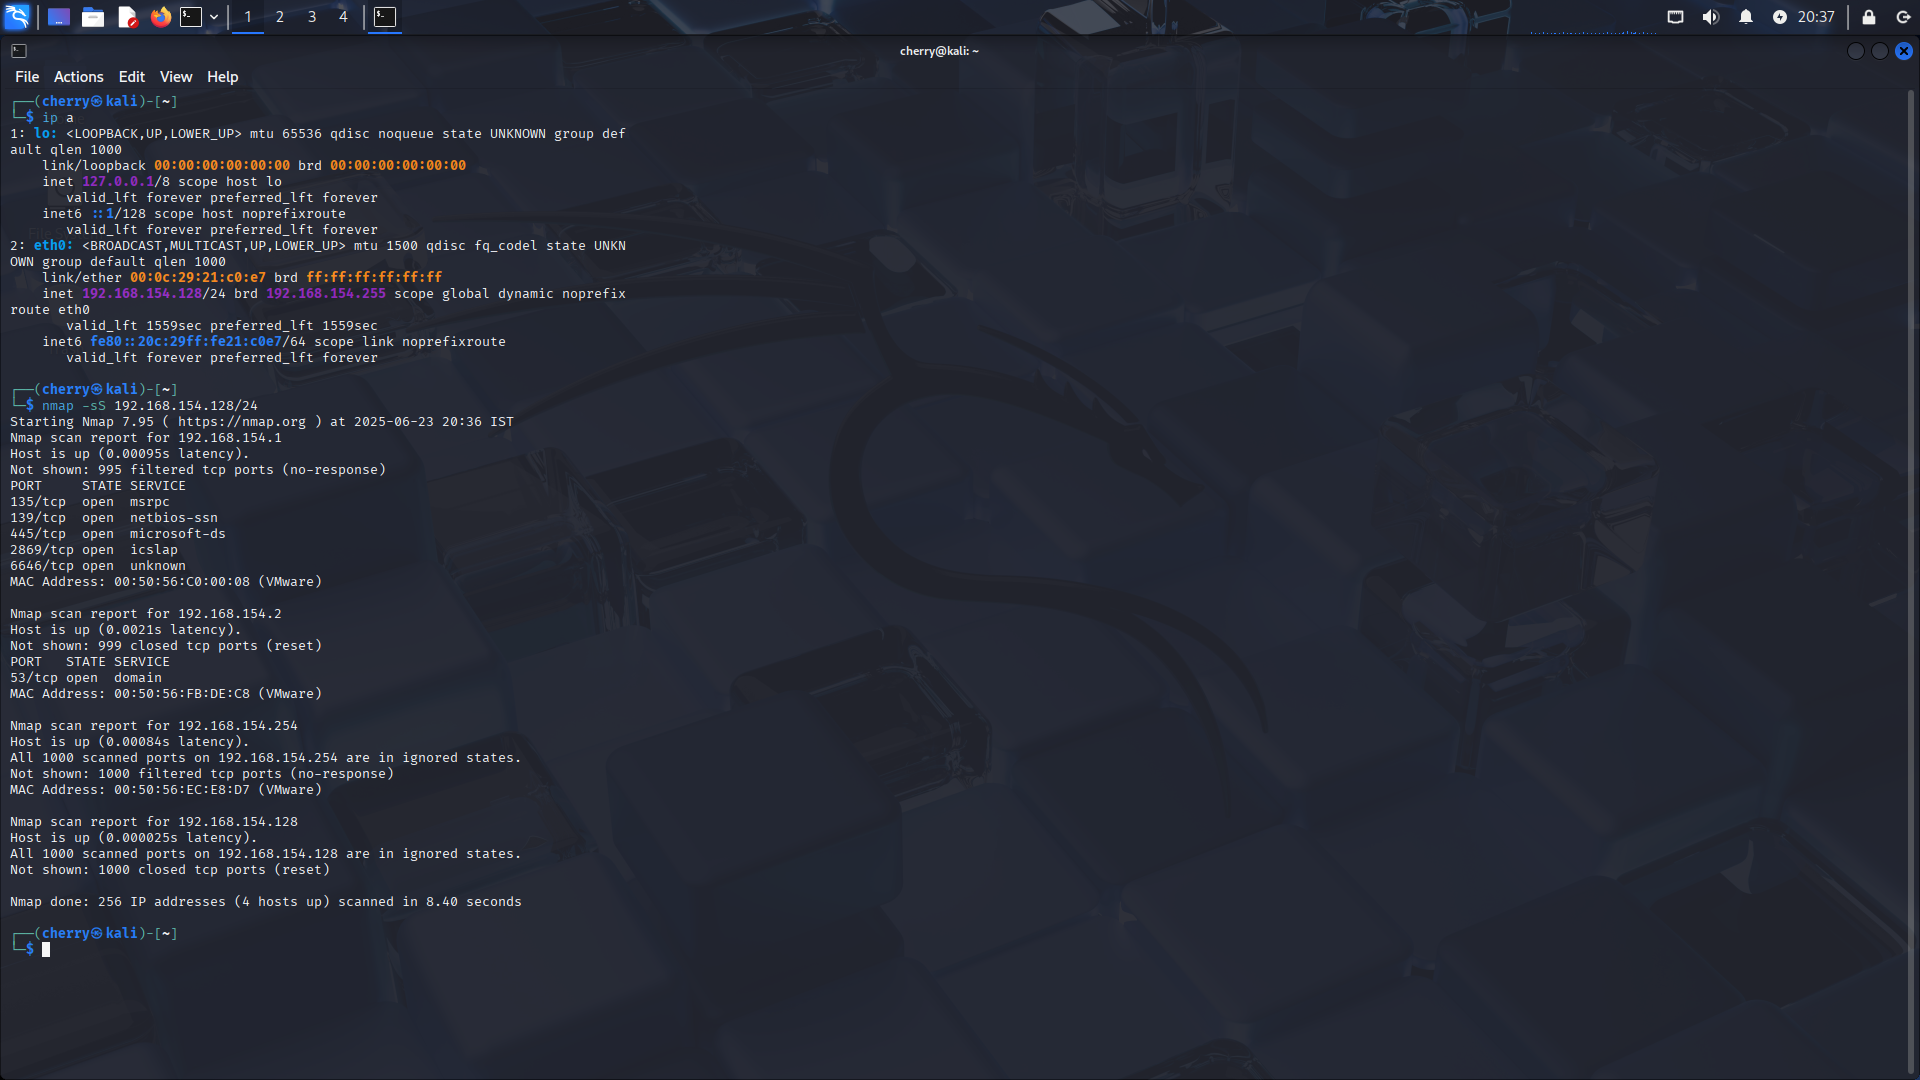 1 2 3 4 20:37
cherry@kali: ~
File Actions Edit View Help
┌──(cherry㉿kali)-[~]
└─$ ip a
1: lo: <LOOPBACK,UP,LOWER_UP> mtu 65536 qdisc noqueue state UNKNOWN group def
ault qlen 1000
    link/loopback 00:00:00:00:00:00 brd 00:00:00:00:00:00
    inet 127.0.0.1/8 scope host lo
       valid_lft forever preferred_lft forever
    inet6 ::1/128 scope host noprefixroute
       valid_lft forever preferred_lft forever
2: eth0: <BROADCAST,MULTICAST,UP,LOWER_UP> mtu 1500 qdisc fq_codel state UNKN
OWN group default qlen 1000
    link/ether 00:0c:29:21:c0:e7 brd ff:ff:ff:ff:ff:ff
    inet 192.168.154.128/24 brd 192.168.154.255 scope global dynamic noprefix
route eth0
       valid_lft 1559sec preferred_lft 1559sec
    inet6 fe80::20c:29ff:fe21:c0e7/64 scope link noprefixroute
       valid_lft forever preferred_lft forever
┌──(cherry㉿kali)-[~]
└─$ nmap -sS 192.168.154.128/24
Starting Nmap 7.95 ( https://nmap.org ) at 2025-06-23 20:36 IST
Nmap scan report for 192.168.154.1
Host is up (0.00095s latency).
Not shown: 995 filtered tcp ports (no-response)
PORT     STATE SERVICE
135/tcp  open  msrpc
139/tcp  open  netbios-ssn
445/tcp  open  microsoft-ds
2869/tcp open  icslap
6646/tcp open  unknown
MAC Address: 00:50:56:C0:00:08 (VMware)
Nmap scan report for 192.168.154.2
Host is up (0.0021s latency).
Not shown: 999 closed tcp ports (reset)
PORT   STATE SERVICE
53/tcp open  domain
MAC Address: 00:50:56:FB:DE:C8 (VMware)
Nmap scan report for 192.168.154.254
Host is up (0.00084s latency).
All 1000 scanned ports on 192.168.154.254 are in ignored states.
Not shown: 1000 filtered tcp ports (no-response)
MAC Address: 00:50:56:EC:E8:D7 (VMware)
Nmap scan report for 192.168.154.128
Host is up (0.000025s latency).
All 1000 scanned ports on 192.168.154.128 are in ignored states.
Not shown: 1000 closed tcp ports (reset)
Nmap done: 256 IP addresses (4 hosts up) scanned in 8.40 seconds
┌──(cherry㉿kali)-[~]
└─$